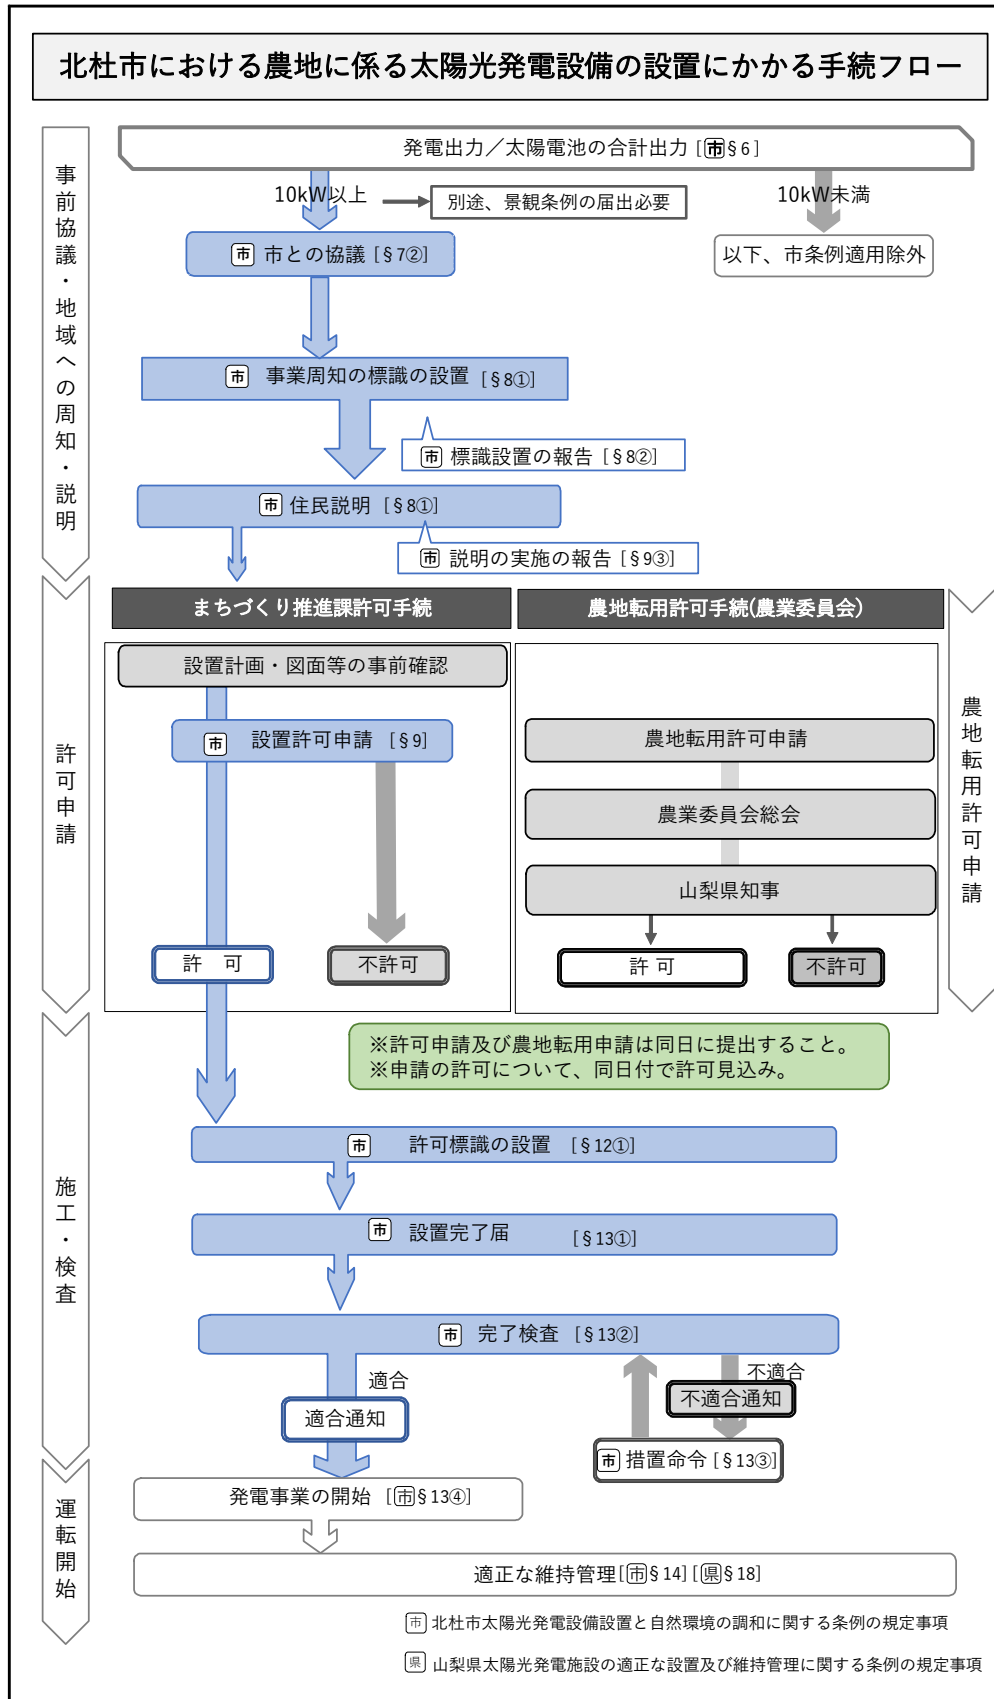 北杜市における農地に係る太陽光発電設備の設置にかかる手続フロー
事前協議・地域への周知・説明
発電出力／太陽電池の合計出力 [市§6]
10kW以上
別途、景観条例の届出必要
10kW未満
市 市との協議 [§7②]
以下、市条例適用除外
市 事業周知の標識の設置 [§8①]
市 標識設置の報告 [§8②]
市 住民説明 [§8①]
市 説明の実施の報告 [§9③]
許可申請
まちづくり推進課許可手続
農地転用許可手続(農業委員会)
農地転用許可申請
設置計画・図面等の事前確認
市 設置許可申請 [§9]
許 可
不許可
農地転用許可申請
農業委員会総会
山梨県知事
許 可
不許可
※許可申請及び農地転用申請は同日に提出すること。
※申請の許可について、同日付で許可見込み。
施工・検査
市 許可標識の設置 [§12①]
市 設置完了届 [§13①]
市 完了検査 [§13②]
適合
不適合
適合通知
不適合通知
市 措置命令 [§13③]
運転開始
発電事業の開始 [市§13④]
適正な維持管理[市§14] [県§18]
市 北杜市太陽光発電設備設置と自然環境の調和に関する条例の規定事項
県 山梨県太陽光発電施設の適正な設置及び維持管理に関する条例の規定事項